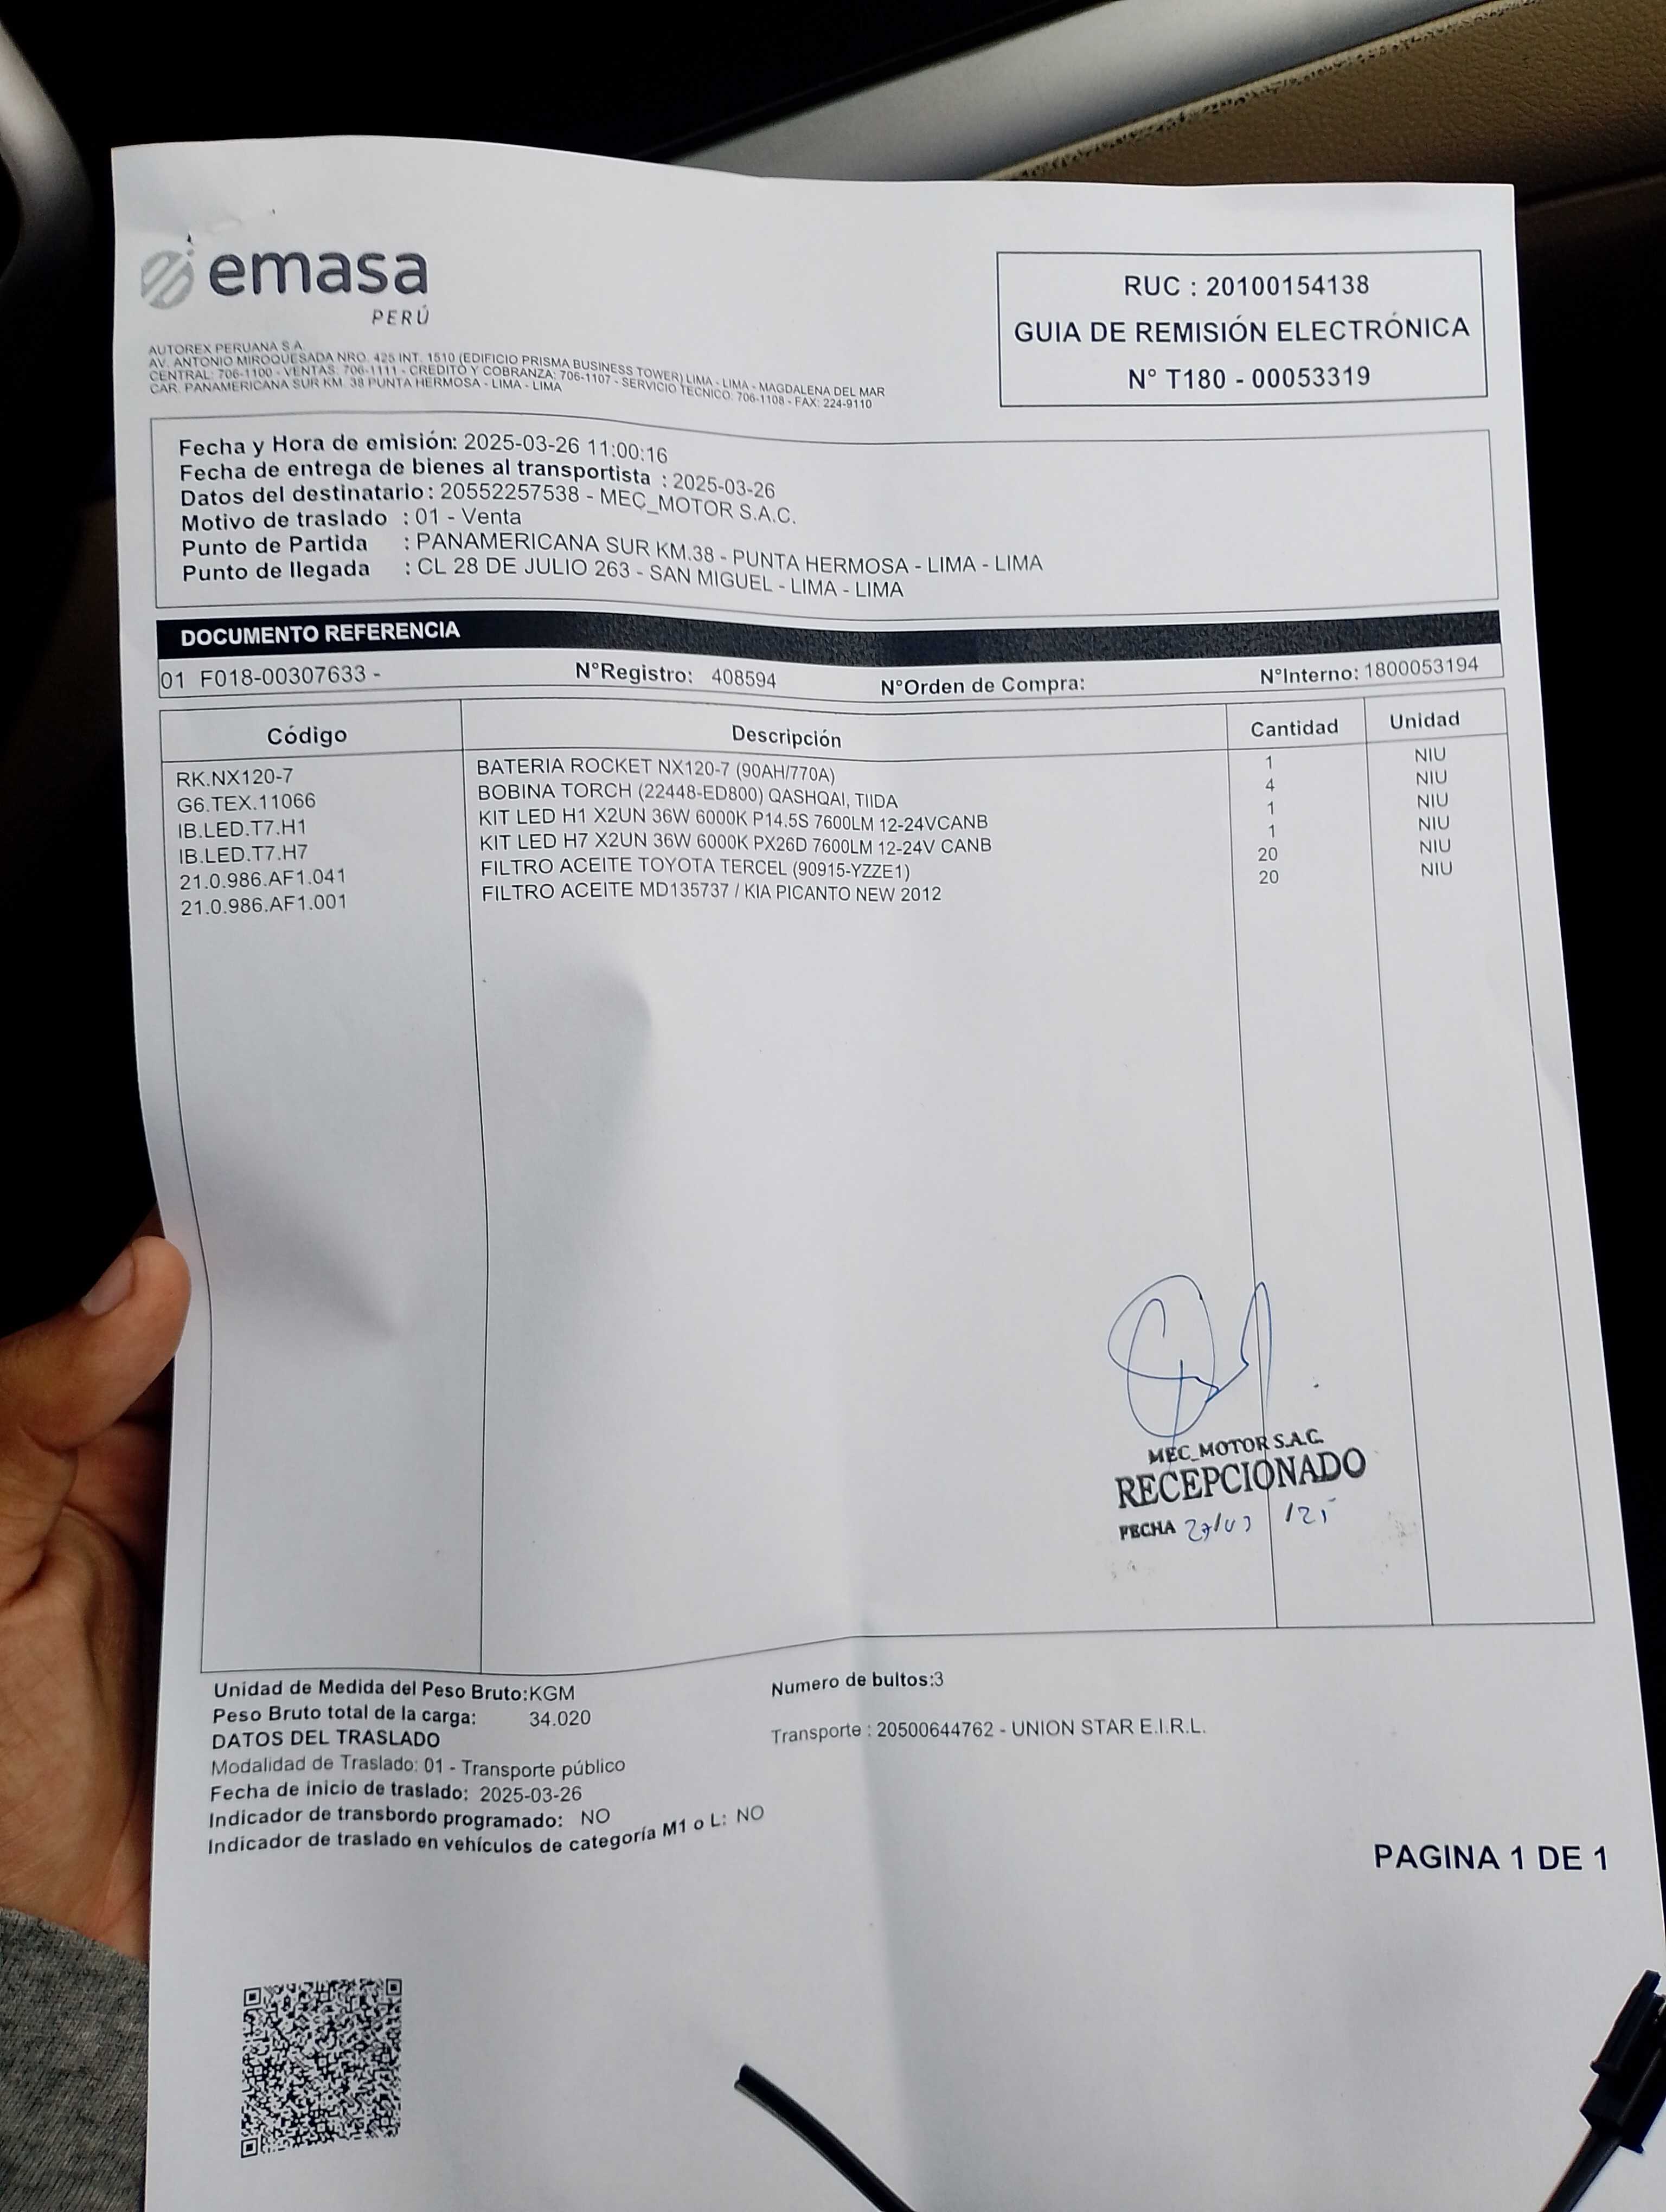 emasa
PERÚ
AUTOREX PERUANA S.A.
AV. ANTONIO MIROQUESADA NRO. 425 INT. 1510 (EDIFICIO PRISMA BUSINESS TOWER) LIMA - LIMA - MAGDALENA DEL MAR
CENTRAL: 706-1100 - VENTAS: 706-1111 - CREDITO Y COBRANZA: 706-1107 - SERVICIO TECNICO: 706-1108 - FAX: 224-9110
CAR. PANAMERICANA SUR KM. 38 PUNTA HERMOSA - LIMA - LIMA
RUC : 20100154138
GUIA DE REMISIÓN ELECTRÓNICA
N° T180 - 00053319
Fecha y Hora de emisión: 2025-03-26 11:00:16
Fecha de entrega de bienes al transportista : 2025-03-26
Datos del destinatario : 20552257538 - MEC_MOTOR S.A.C.
Motivo de traslado : 01 - Venta
Punto de Partida : PANAMERICANA SUR KM.38 - PUNTA HERMOSA - LIMA - LIMA
Punto de llegada : CL 28 DE JULIO 263 - SAN MIGUEL - LIMA - LIMA
DOCUMENTO REFERENCIA
01 F018-00307633 - N°Registro: 408594 N°Orden de Compra: N°Interno: 1800053194
Código Descripción Cantidad Unidad
RK.NX120-7 BATERIA ROCKET NX120-7 (90AH/770A) 1 NIU
G6.TEX.11066 BOBINA TORCH (22448-ED800) QASHQAI, TIIDA 4 NIU
IB.LED.T7.H1 KIT LED H1 X2UN 36W 6000K P14.5S 7600LM 12-24VCANB 1 NIU
IB.LED.T7.H7 KIT LED H7 X2UN 36W 6000K PX26D 7600LM 12-24V CANB 1 NIU
21.0.986.AF1.041 FILTRO ACEITE TOYOTA TERCEL (90915-YZZE1) 20 NIU
21.0.986.AF1.001 FILTRO ACEITE MD135737 / KIA PICANTO NEW 2012 20 NIU
MEC_MOTOR S.A.C.
RECEPCIONADO
FECHA 27/03 /25
Unidad de Medida del Peso Bruto:KGM Numero de bultos:3
Peso Bruto total de la carga: 34.020
DATOS DEL TRASLADO Transporte : 20500644762 - UNION STAR E.I.R.L.
Modalidad de Traslado: 01 - Transporte público
Fecha de inicio de traslado: 2025-03-26
Indicador de transbordo programado: NO
Indicador de traslado en vehículos de categoría M1 o L: NO
PAGINA 1 DE 1